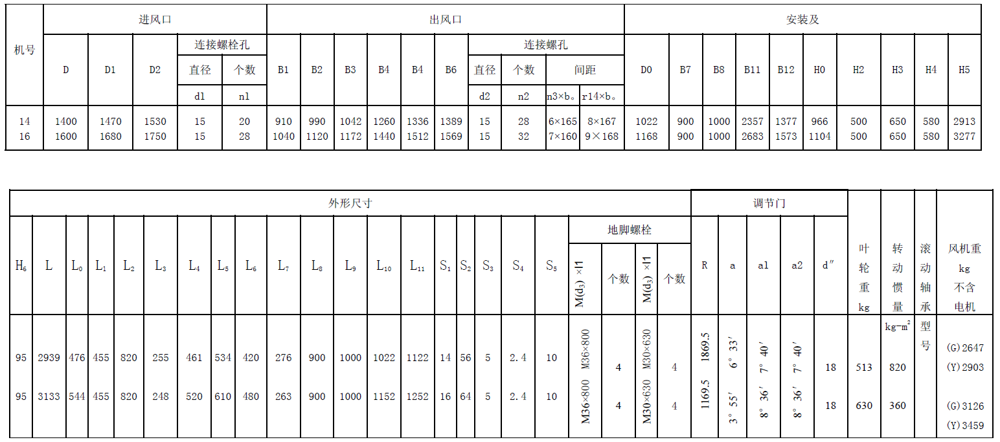 机号 进风口 出风口 安装及
D D1 D2 连接螺栓孔 B1 B2 B3 B4 B4 B6 连接螺孔 D0 B7 B8 B11 B12 H0 H2 H3 H4 H5
直径 个数 直径 个数 间距
d1 n1 d2 n2 n3×b。 r14×b。
14 1400 1470 1530 15 20 910 990 1042 1260 1336 1389 15 28 6×165 8×167 1022 900 1000 2357 1377 966 500 650 580 2913
16 1600 1680 1750 15 28 1040 1120 1172 1440 1512 1569 15 32 7×160 9×168 1168 900 1000 2683 1573 1104 500 650 580 3277
外形尺寸 调节门 叶轮重kg 转动惯量kg-m² 滚动轴承型号 风机重kg不含电机
H₆ L L₀ L₁ L₂ L₃ L₄ L₅ L₆ L₇ L₈ L₉ L₁₀ L₁₁ S₁ S₂ S₃ S₄ S₅ 地脚螺栓 R a a1 a2 d″
M(d₃)×l1 个数 M(d₃)×l1 个数
95 2939 476 455 820 255 461 534 420 276 900 1000 1022 1122 14 56 5 2.4 10 M36×800 4 M30×630 4 1869.5 6°33′ 7°40′ 7°40′ 18 513 820 (G)2647
(Y)2903
95 3133 544 455 820 248 520 610 480 263 900 1000 1152 1252 16 64 5 2.4 10 M36×800 4 M30×630 4 1169.5 3°55′ 8°36′ 8°36′ 18 630 360 (G)3126
(Y)3459